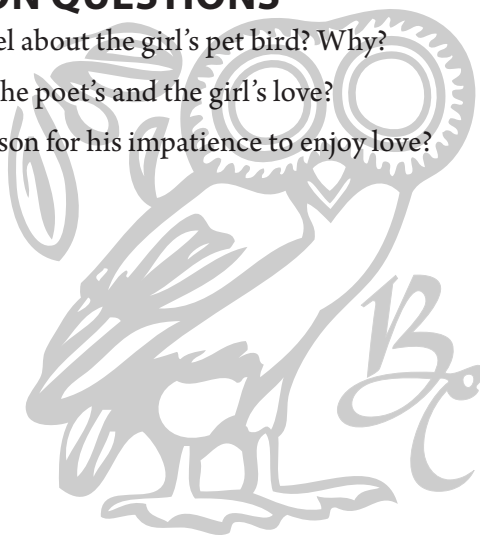 ON QUESTIONS
el about the girl’s pet bird? Why?
he poet’s and the girl’s love?
son for his impatience to enjoy love?